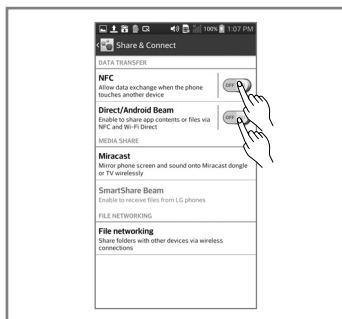 100% 1:07 PM
Share & Connect
DATA TRANSFER
NFC
Allow data exchange when the phone
touches another device
OFF
Direct/Android Beam
Enable to share app contents or files via
NFC and Wi-Fi Direct
OFF
MEDIA SHARE
Miracast
Mirror phone screen and sound onto Miracast dongle
or TV wirelessly
SmartShare Beam
Enable to receive files from LG phones
FILE NETWORKING
File networking
Share folders with other devices via wireless
connections